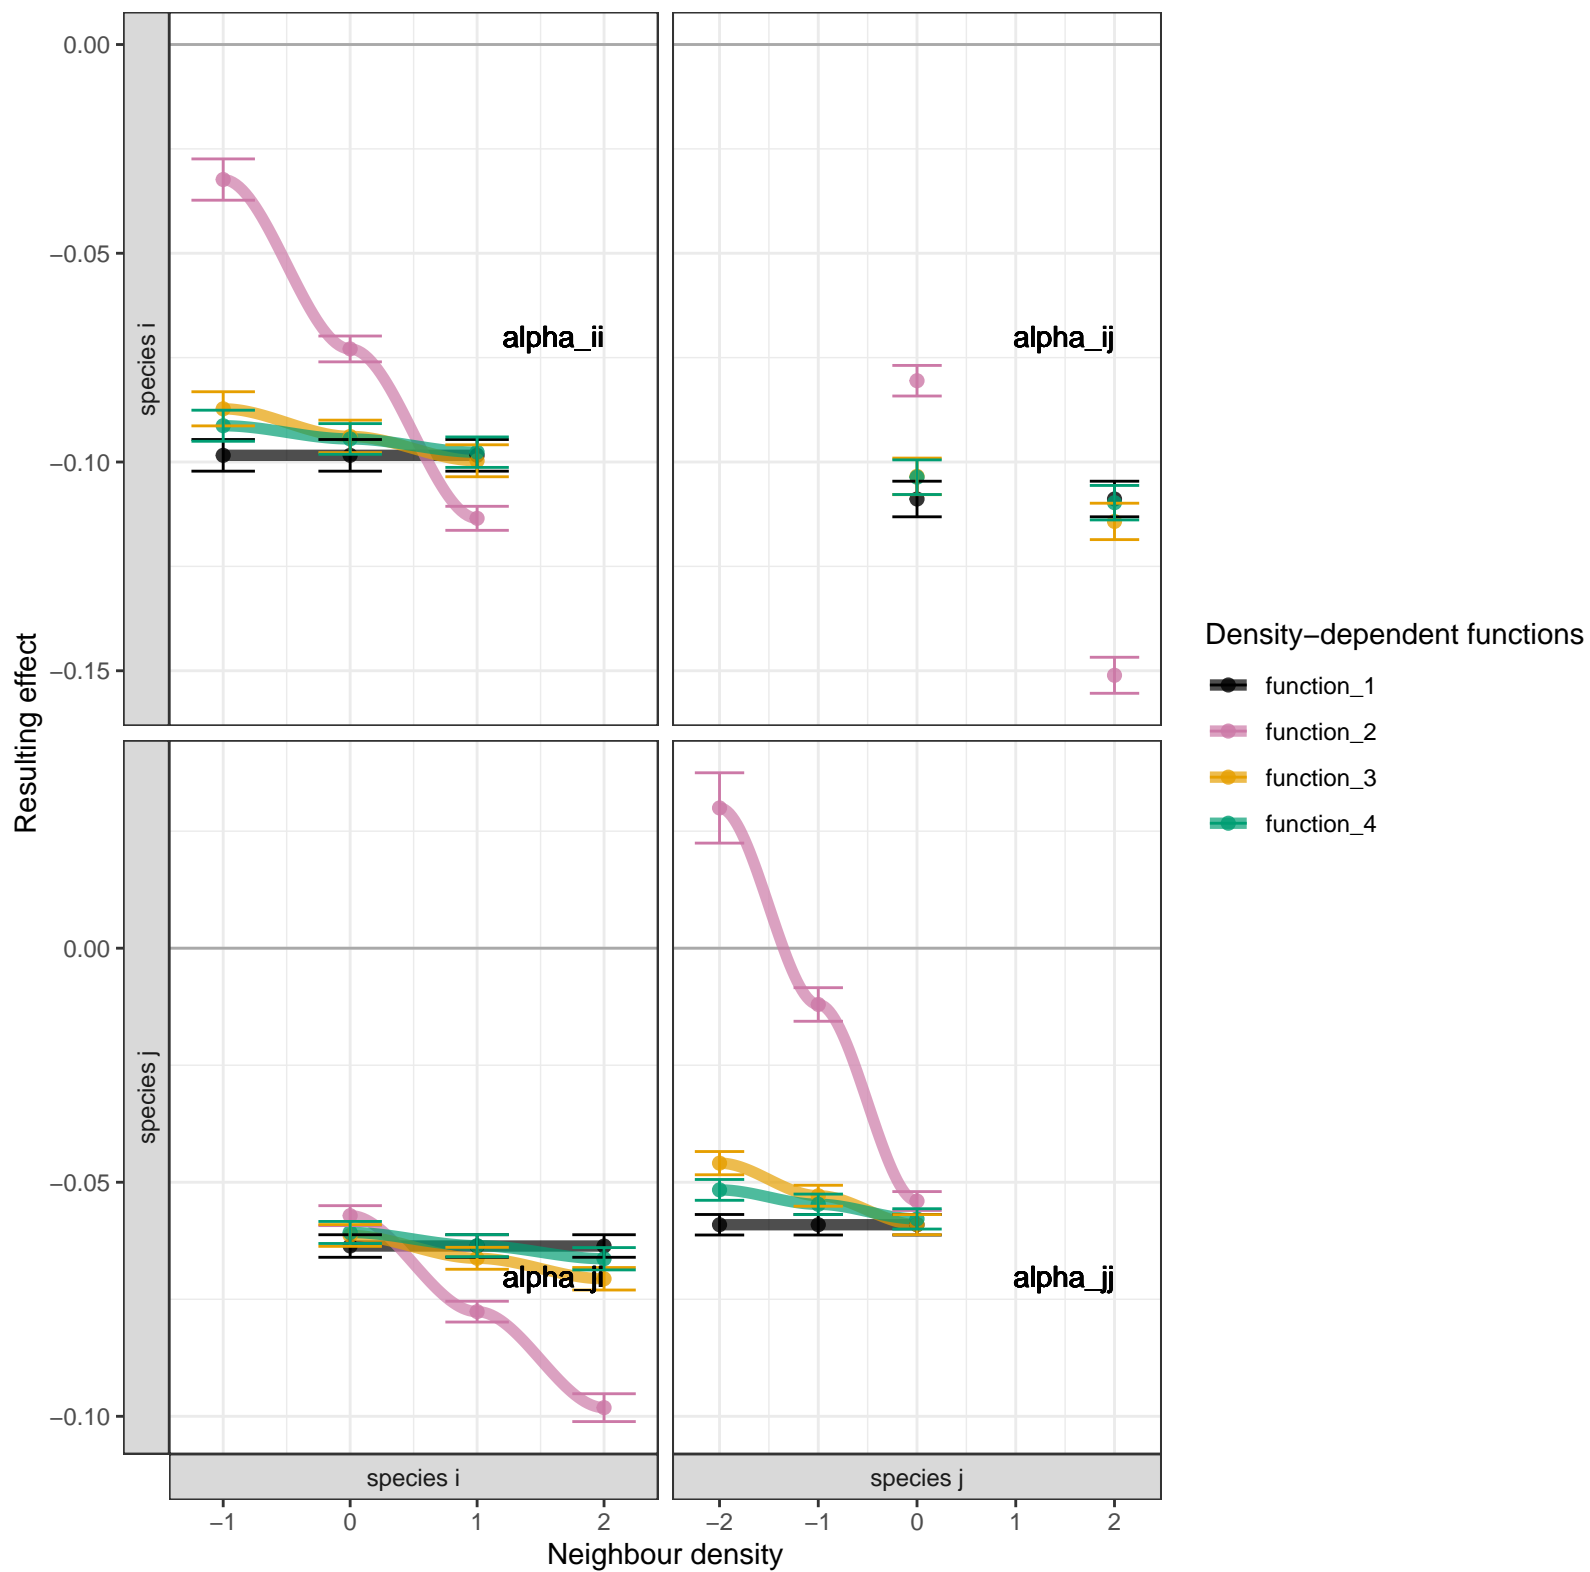 0.00
−0.05
−0.10
−0.15
species i
alpha_ii
alpha_ij
Resulting effect
Density−dependent functions
function_1
function_2
function_3
function_4
0.00
−0.05
−0.10
species j
alpha_ji
alpha_jj
species i
species j
−1 0 1 2
−2 −1 0 1 2
Neighbour density